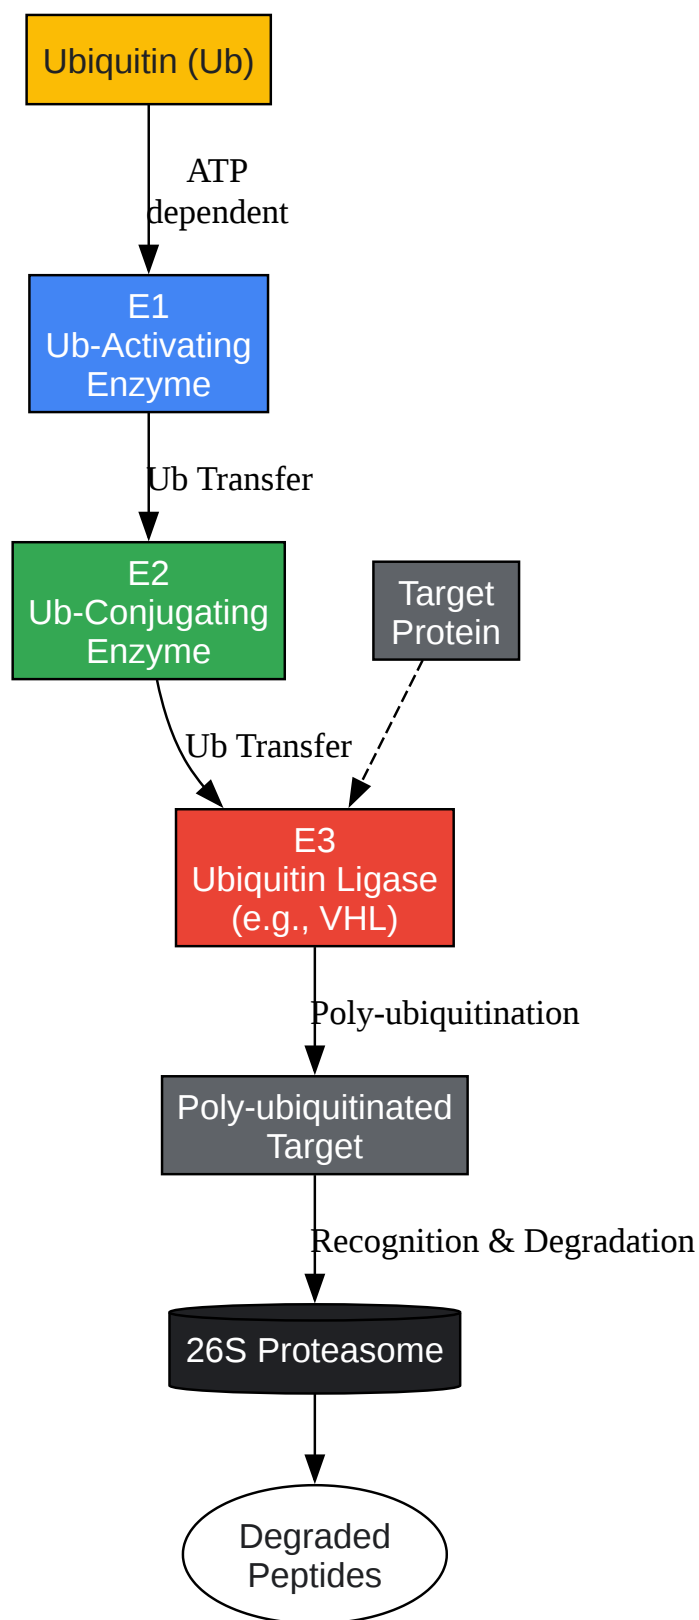 Ubiquitin (Ub)
ATP
dependent
E1
Ub-Activating
Enzyme
Ub Transfer
E2
Ub-Conjugating
Enzyme
Target
Protein
Ub Transfer
E3
Ubiquitin Ligase
(e.g., VHL)
Poly-ubiquitination
Poly-ubiquitinated
Target
Recognition & Degradation
26S Proteasome
Degraded
Peptides